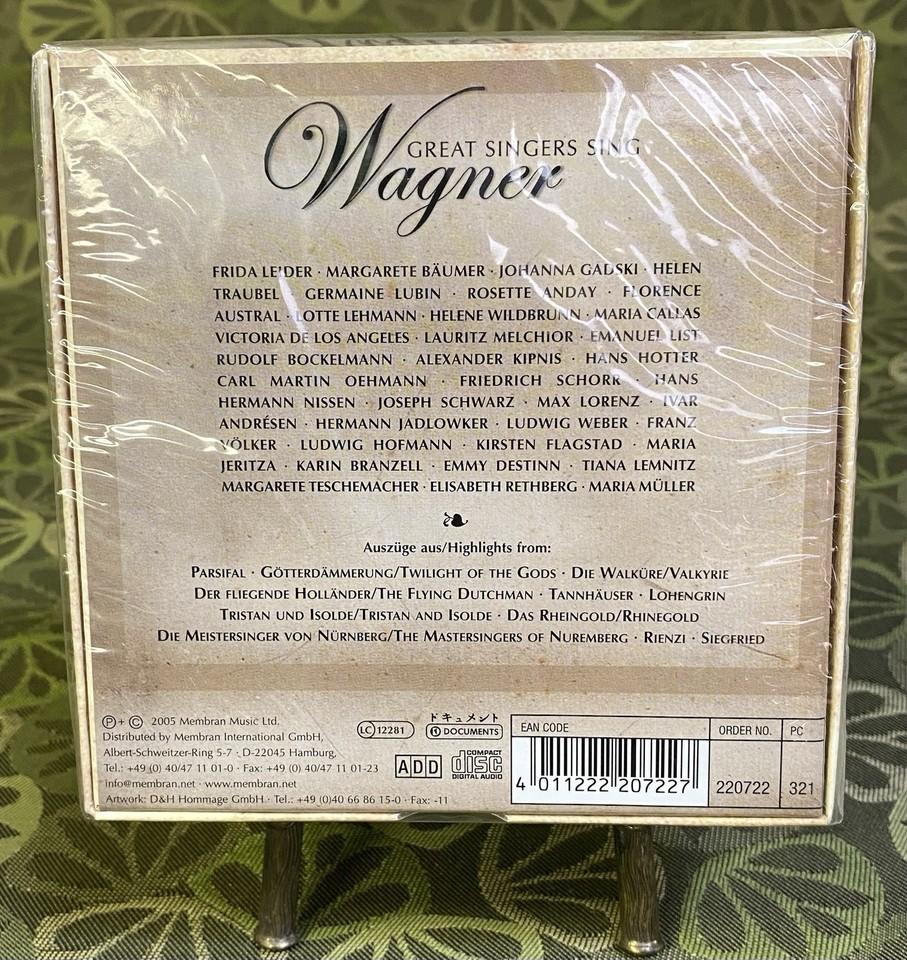 GREAT SINGERS SING
Wagner
FRIDA LEIDER · MARGARETE BÄUMER · JOHANNA GADSKI · HELEN
TRAUBEL GERMAINE LUBIN · ROSETTE ANDAY · FLORENCE
AUSTRAL · LOTTE LEHMANN · HELENE WILDBRUNN · MARIA CALLAS
VICTORIA DE LOS ANGELES · LAURITZ MELCHIOR · EMANUEL LIST
RUDOLF BOCKELMANN · ALEXANDER KIPNIS · HANS HOTTER
CARL MARTIN OEHMANN · FRIEDRICH SCHORR · HANS
HERMANN NISSEN · JOSEPH SCHWARZ · MAX LORENZ · IVAR
ANDRÉSEN · HERMANN JADLOWKER · LUDWIG WEBER · FRANZ
VÖLKER · LUDWIG HOFMANN · KIRSTEN FLAGSTAD · MARIA
JERITZA · KARIN BRANZELL · EMMY DESTINN · TIANA LEMNITZ
MARGARETE TESCHEMACHER · ELISABETH RETHBERG · MARIA MÜLLER
Auszüge aus/Highlights from:
PARSIFAL · GÖTTERDÄMMERUNG/TWILIGHT OF THE GODS · DIE WALKÜRE/VALKYRIE
DER FLIEGENDE HOLLÄNDER/THE FLYING DUTCHMAN · TANNHÄUSER · LOHENGRIN
TRISTAN UND ISOLDE/TRISTAN AND ISOLDE · DAS RHEINGOLD/RHINEGOLD
DIE MEISTERSINGER VON NÜRNBERG/THE MASTERSINGERS OF NUREMBERG · RIENZI · SIEGFRIED
Ⓟ + © 2005 Membran Music Ltd.
Distributed by Membran International GmbH,
Albert-Schweitzer-Ring 5-7 · D-22045 Hamburg,
Tel.: +49 (0) 40/47 11 01-0 · Fax: +49 (0) 40/47 11 01-23
info@membran.net · www.membran.net
Artwork: D&H Hommage GmbH · Tel.: +49 (0)40 66 86 15-0 · Fax: -11
LC 12281
ドキュメント
DOCUMENTS
ADD
COMPACT
disc
DIGITAL AUDIO
EAN CODE
4 011222 207227
ORDER NO.
220722
PC
321